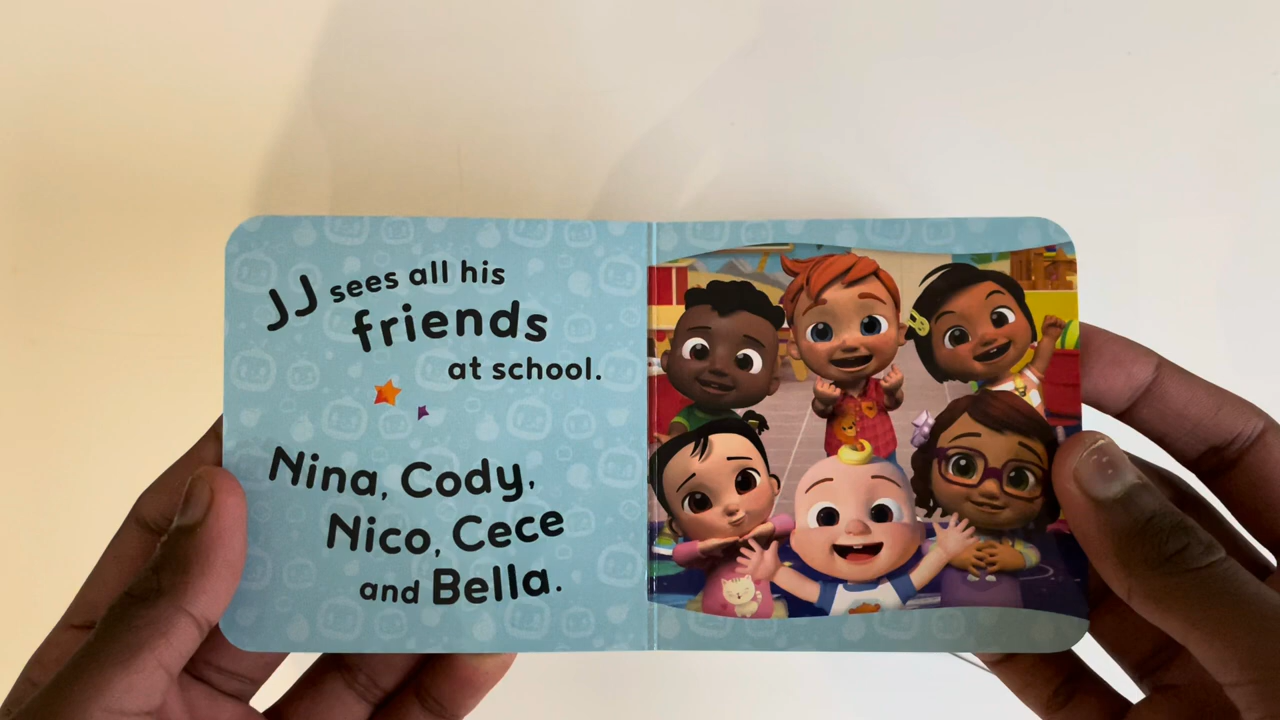 JJ sees all his
friends
at school.
Nina, Cody,
Nico, Cece
and Bella.